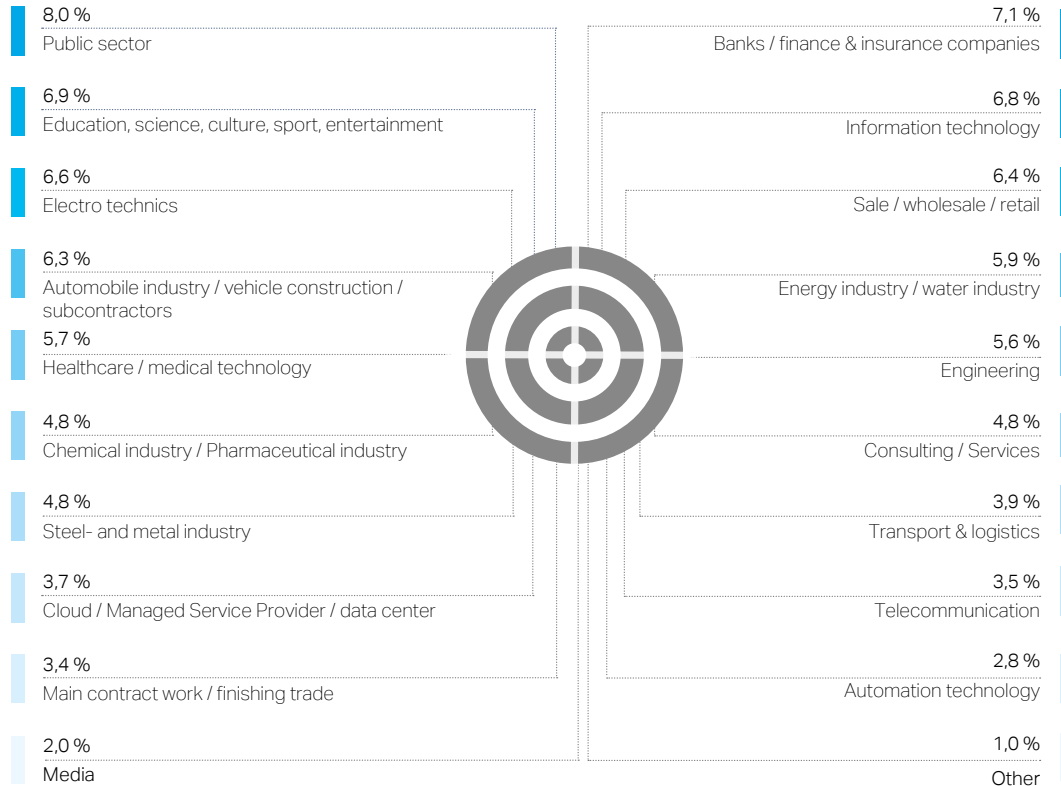 8,0 %
Public sector
7,1 %
Banks / finance & insurance companies
6,9 %
Education, science, culture, sport, entertainment
6,8 %
Information technology
6,6 %
Electro technics
6,4 %
Sale / wholesale / retail
6,3 %
Automobile industry / vehicle construction /
subcontractors
5,9 %
Energy industry / water industry
5,7 %
Healthcare / medical technology
5,6 %
Engineering
4,8 %
Chemical industry / Pharmaceutical industry
4,8 %
Consulting / Services
4,8 %
Steel- and metal industry
3,9 %
Transport & logistics
3,7 %
Cloud / Managed Service Provider / data center
3,5 %
Telecommunication
3,4 %
Main contract work / finishing trade
2,8 %
Automation technology
2,0 %
Media
1,0 %
Other